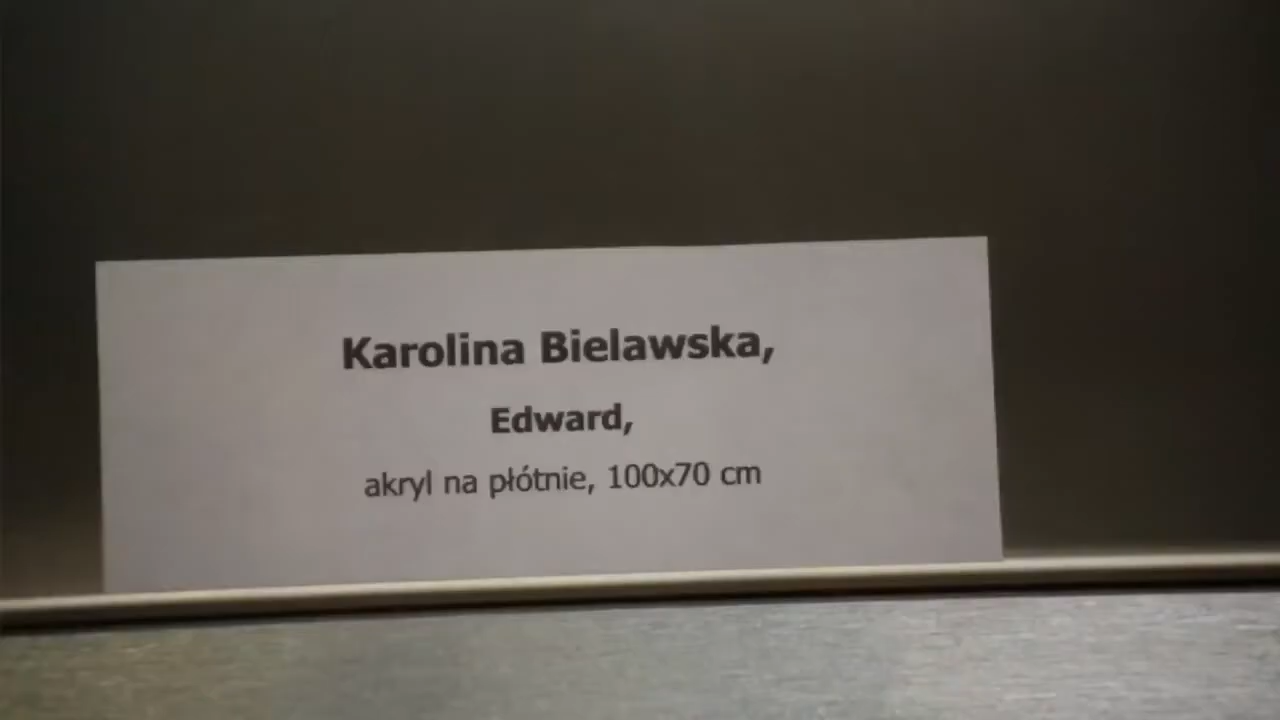 Karolina Bielawska,
Edward,
akryl na płótnie, 100x70 cm